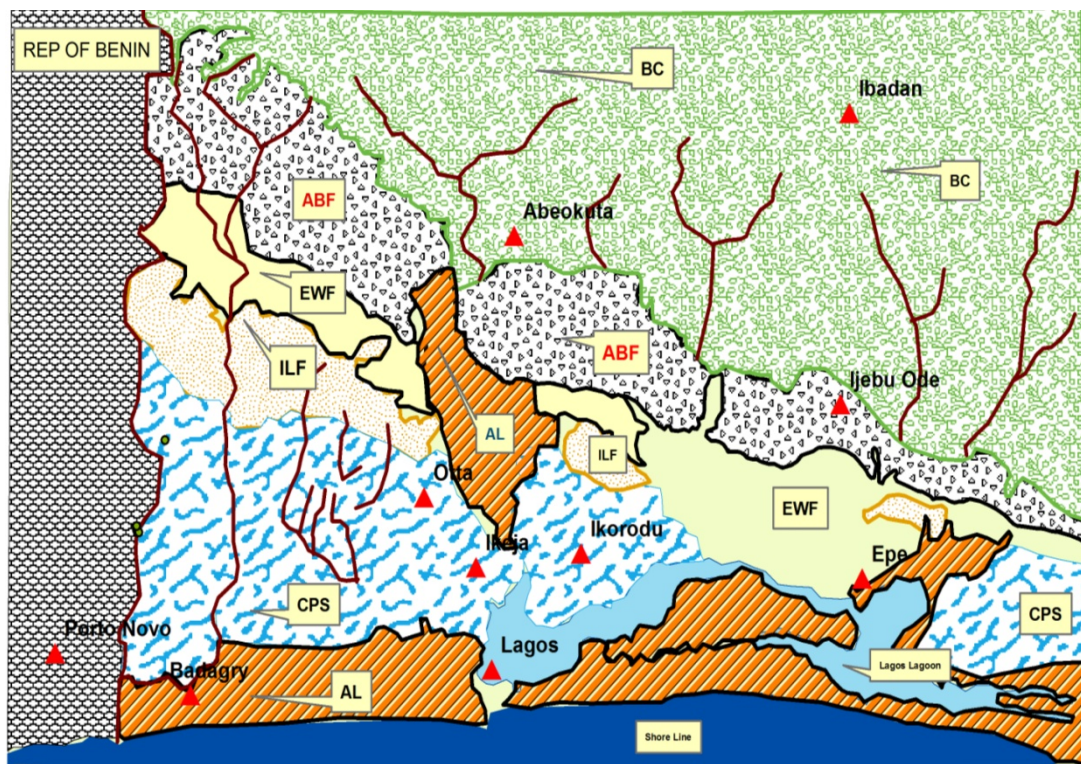 REP OF BENIN
BC
Ibadan
BC
ABF
Abeokuta
EWF
ABF
ILF
Ijebu Ode
AL
ILF
Otta
EWF
Ikeja
Ikorodu
Epe
CPS
CPS
Porto Novo
Lagos
Badagry
Lagos Lagoon
AL
Shore Line